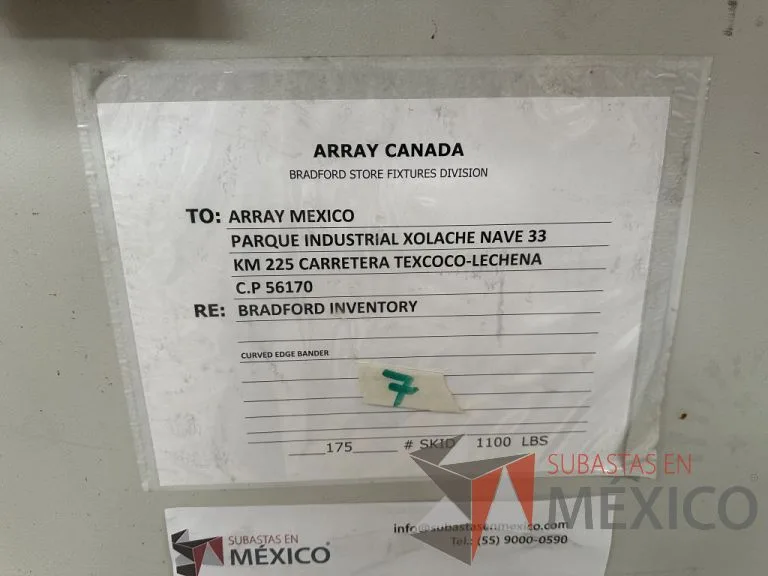 ARRAY CANADA
BRADFORD STORE FIXTURES DIVISION
TO: ARRAY MEXICO
PARQUE INDUSTRIAL XOLACHE NAVE 33
KM 225 CARRETERA TEXCOCO-LECHENA
C.P 56170
RE: BRADFORD INVENTORY
CURVED EDGE BANDER
7
175 # SKID 1100 LBS
SUBASTAS EN
MÉXICO
SUBASTAS EN
MÉXICO®
info@subastasenmexico.com
Tel.: (55) 9000-0590